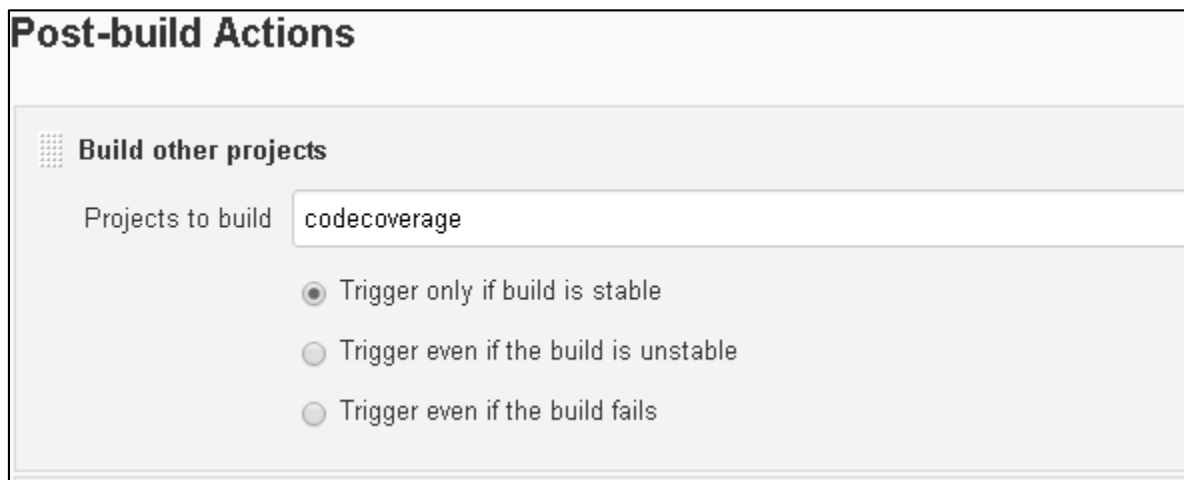 Post-build Actions
Build other projects
Projects to build codecoverage
Trigger only if build is stable
Trigger even if the build is unstable
Trigger even if the build fails